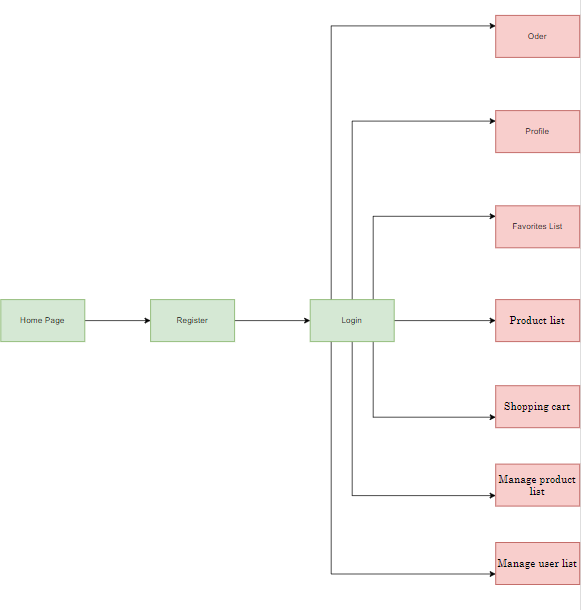 Oder
Profile
Favorites List
Home Page
Register
Login
Product list
Shopping cart
Manage product
list
Manage user list